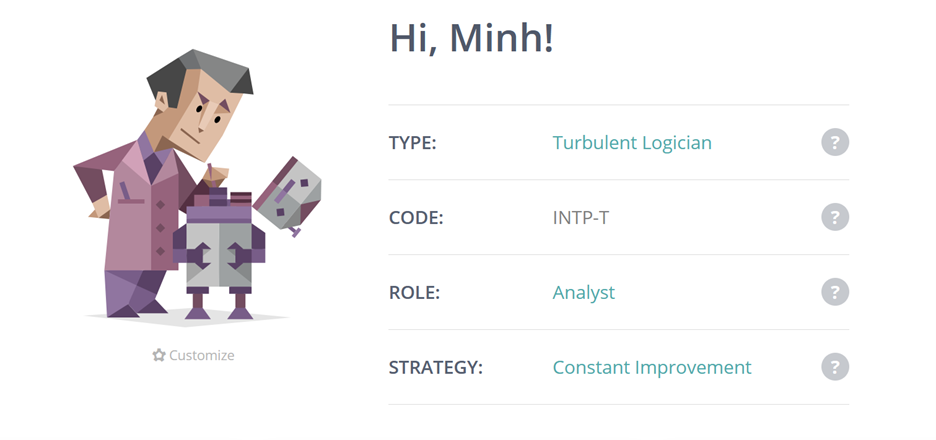 Hi, Minh!
TYPE: Turbulent Logician ?
CODE: INTP-T ?
ROLE: Analyst ?
STRATEGY: Constant Improvement ?
Customize